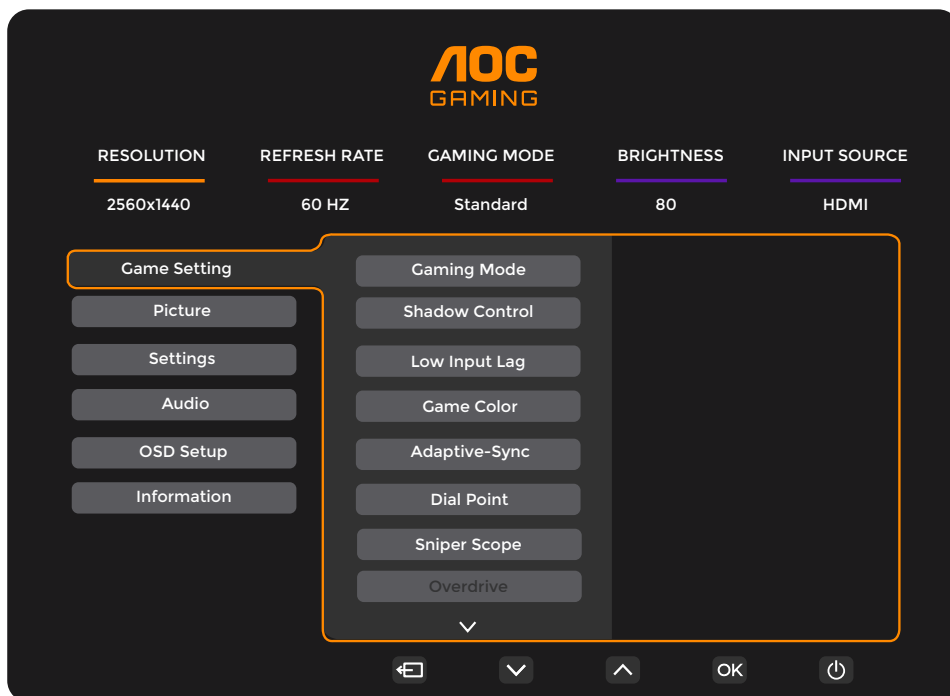 AOC
GAMING
RESOLUTION REFRESH RATE GAMING MODE BRIGHTNESS INPUT SOURCE
2560x1440 60 HZ Standard 80 HDMI
Game Setting
Picture
Settings
Audio
OSD Setup
Information
Gaming Mode
Shadow Control
Low Input Lag
Game Color
Adaptive-Sync
Dial Point
Sniper Scope
Overdrive
OK